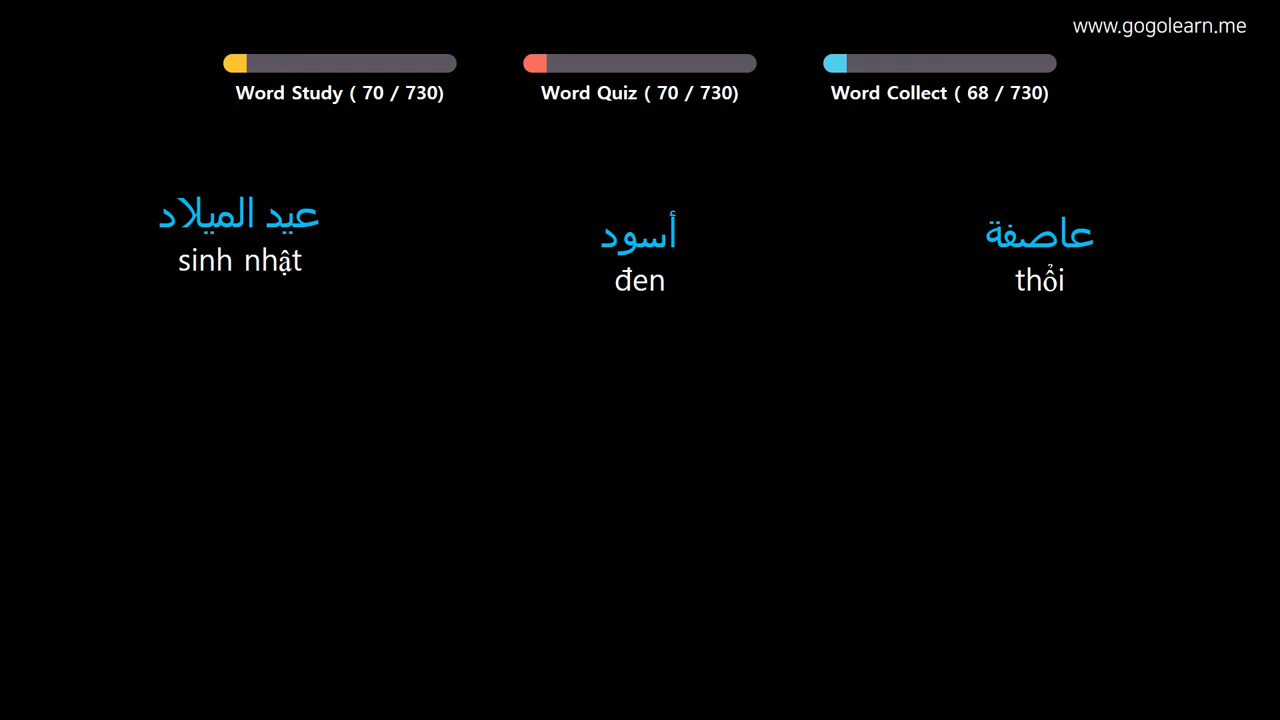 www.gogolearn.me
Word Study ( 70 / 730)
Word Quiz ( 70 / 730)
Word Collect ( 68 / 730)
عيد الميلاد
sinh nhật
أسود
đen
عاصفة
thổi